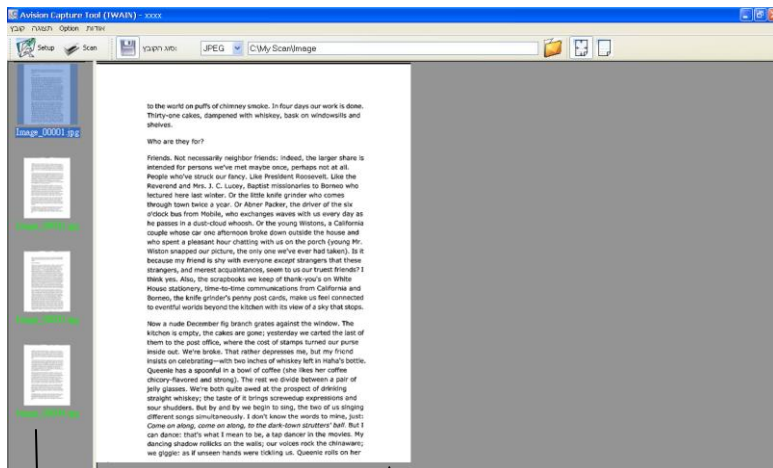 Avision Capture Tool (TWAIN) - xxxx
קובץ תצוגה Option אודות
Setup Scan סוג הקובץ: JPEG C:\My Scan\Image
Image_00001.jpg
to the world on puffs of chimney smoke. In four days our work is done.
Thirty-one cakes, dampened with whiskey, bask on windowsills and
shelves.
Who are they for?
Friends. Not necessarily neighbor friends: indeed, the larger share is
intended for persons we've met maybe once, perhaps not at all.
People who've struck our fancy. Like President Roosevelt. Like the
Reverend and Mrs. J. C. Lucey, Baptist missionaries to Borneo who
lectured here last winter. Or the little knife grinder who comes
through town twice a year. Or Abner Packer, the driver of the six
o'clock bus from Mobile, who exchanges waves with us every day as
he passes in a dust-cloud whoosh. Or the young Wistons, a California
couple whose car one afternoon broke down outside the house and
who spent a pleasant hour chatting with us on the porch (young Mr.
Wiston snapped our picture, the only one we've ever had taken). Is it
because my friend is shy with everyone except strangers that these
strangers, and merest acquaintances, seem to us our truest friends? I
think yes. Also, the scrapbooks we keep of thank-you's on White
House stationery, time-to-time communications from California and
Borneo, the knife grinder's penny post cards, make us feel connected
to eventful worlds beyond the kitchen with its view of a sky that stops.
Now a nude December fig branch grates against the window. The
kitchen is empty, the cakes are gone; yesterday we carted the last of
them to the post office, where the cost of stamps turned our purse
inside out. We're broke. That rather depresses me, but my friend
insists on celebrating—with two inches of whiskey left in Haha's bottle.
Queenie has a spoonful in a bowl of coffee (she likes her coffee
chicory-flavored and strong). The rest we divide between a pair of
jelly glasses. We're both quite awed at the prospect of drinking
straight whiskey; the taste of it brings screwedup expressions and
sour shudders. But by and by we begin to sing, the two of us singing
different songs simultaneously. I don't know the words to mine, just:
Come on along, come on along, to the dark-town strutters' ball. But I
can dance: that's what I mean to be, a tap dancer in the movies. My
dancing shadow rollicks on the walls; our voices rock the chinaware;
we giggle: as if unseen hands were tickling us. Queenie rolls on her